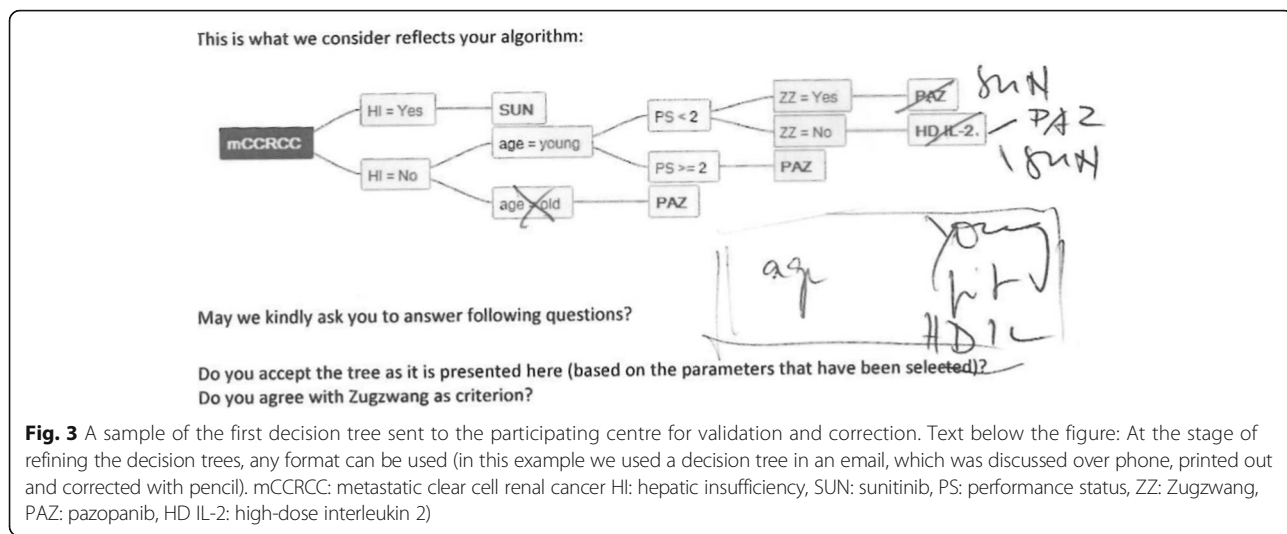 This is what we consider reflects your algorithm:
mCCRCC
HI = Yes
SUN
HI = No
age = young
PS < 2
ZZ = Yes
PAZ
SUN
ZZ = No
HD IL-2.
PAZ
SUN
PS >= 2
PAZ
age = old
PAZ
young
fit
HDIL
May we kindly ask you to answer following questions?
Do you accept the tree as it is presented here (based on the parameters that have been selected)?
Do you agree with Zugzwang as criterion?
Fig. 3 A sample of the first decision tree sent to the participating centre for validation and correction. Text below the figure: At the stage of
refining the decision trees, any format can be used (in this example we used a decision tree in an email, which was discussed over phone, printed out
and corrected with pencil). mCCRCC: metastatic clear cell renal cancer HI: hepatic insufficiency, SUN: sunitinib, PS: performance status, ZZ: Zugzwang,
PAZ: pazopanib, HD IL-2: high-dose interleukin 2)